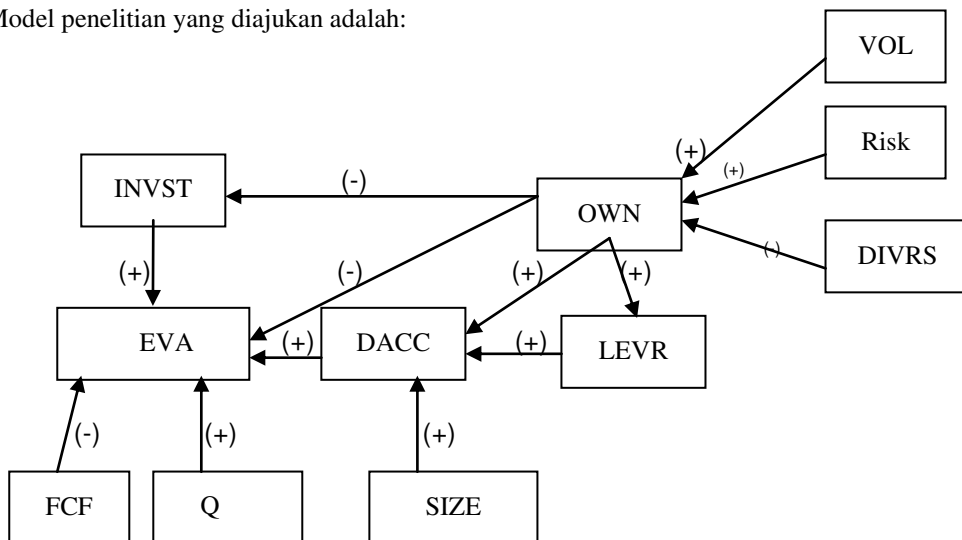 Model penelitian yang diajukan adalah:
VOL
(+)
Risk
(+)
INVST
(-)
OWN
(-)
DIVRS
(+)
(-)
(+)
(+)
EVA
(+)
DACC
(+)
LEVR
(-)
(+)
(+)
FCF
Q
SIZE